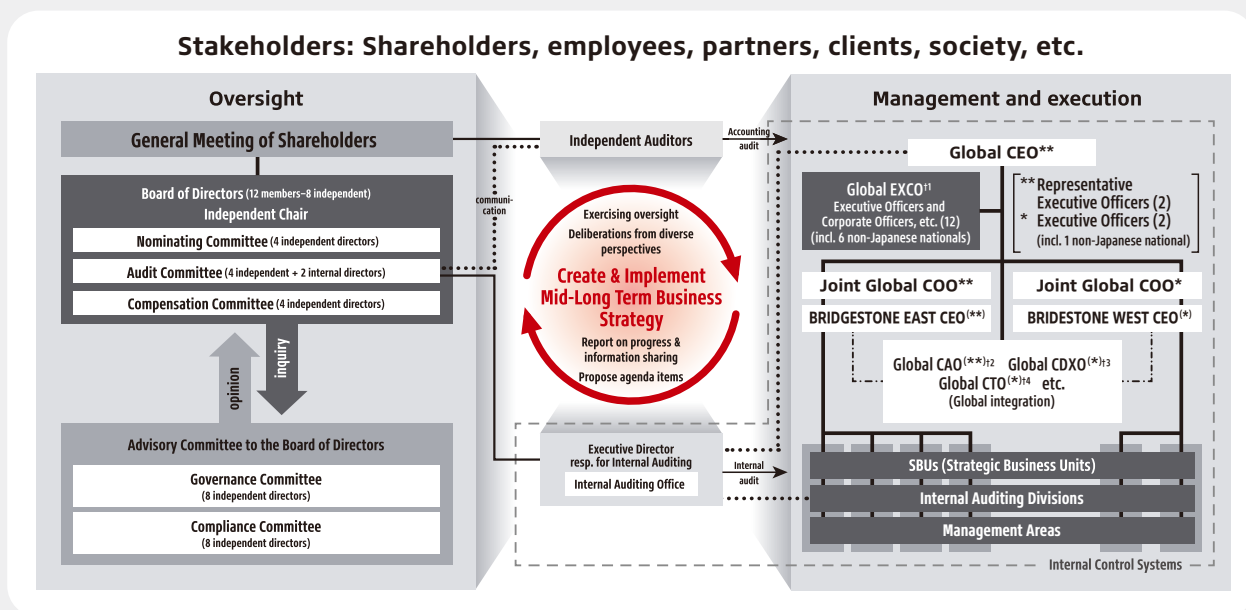 Stakeholders: Shareholders, employees, partners, clients, society, etc.
Oversight
General Meeting of Shareholders
Board of Directors (12 members–8 independent)
Independent Chair
Nominating Committee (4 independent directors)
Audit Committee (4 independent + 2 internal directors)
Compensation Committee (4 independent directors)
opinion
inquiry
Advisory Committee to the Board of Directors
Governance Committee
(8 independent directors)
Compliance Committee
(8 independent directors)
communi-
cation
Independent Auditors
Accounting
audit
Exercising oversight
Deliberations from diverse
perspectives
Create & Implement
Mid-Long Term Business
Strategy
Report on progress &
information sharing
Propose agenda items
Executive Director
resp. for Internal Auditing
Internal Auditing Office
Internal
audit
Management and execution
Global CEO**
Global EXCO†1
Executive Officers and
Corporate Officers, etc. (12)
(incl. 6 non-Japanese nationals)
** Representative
Executive Officers (2)
* Executive Officers (2)
(incl. 1 non-Japanese national)
Joint Global COO**
BRIDGESTONE EAST CEO(**)
Joint Global COO*
BRIDESTONE WEST CEO(*)
Global CAO(**)†2 Global CDXO(*)†3
Global CTO(*)†4 etc.
(Global integration)
SBUs (Strategic Business Units)
Internal Auditing Divisions
Management Areas
Internal Control Systems